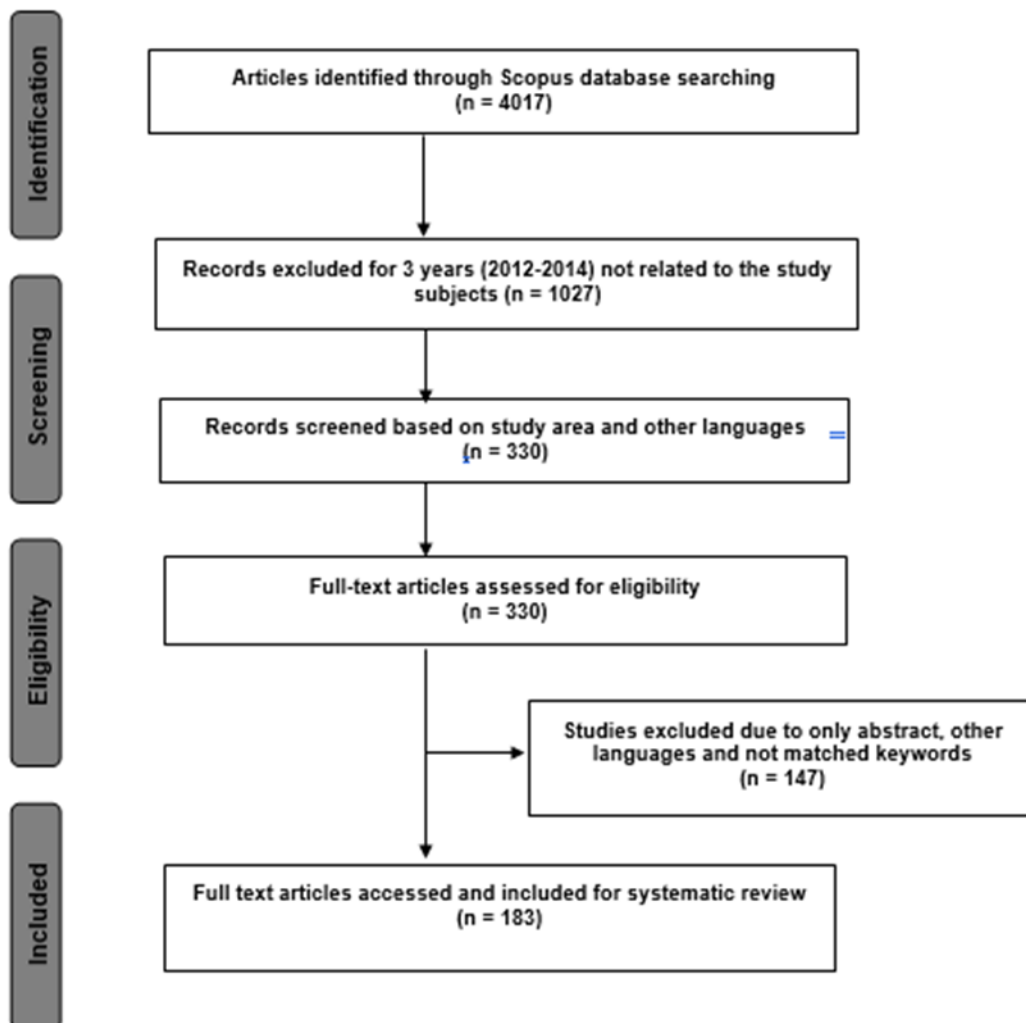 Identification
Articles identified through Scopus database searching
(n = 4017)
Records excluded for 3 years (2012-2014) not related to the study
subjects (n = 1027)
Screening
Records screened based on study area and other languages
(n = 330)
Eligibility
Full-text articles assessed for eligibility
(n = 330)
Studies excluded due to only abstract, other
languages and not matched keywords
(n = 147)
Included
Full text articles accessed and included for systematic review
(n = 183)